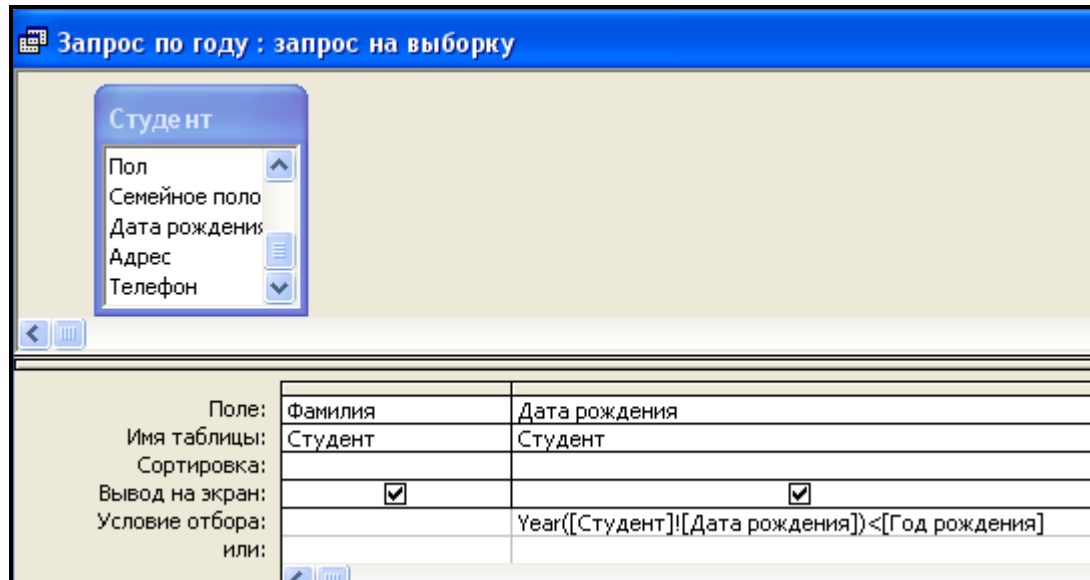 Запрос по году : запрос на выборку
Студент
Пол
Семейное поло
Дата рождения
Адрес
Телефон
Поле: Фамилия Дата рождения
Имя таблицы: Студент Студент
Сортировка:
Вывод на экран:
Условие отбора: Year([Студент]![Дата рождения])<[Год рождения]
или: